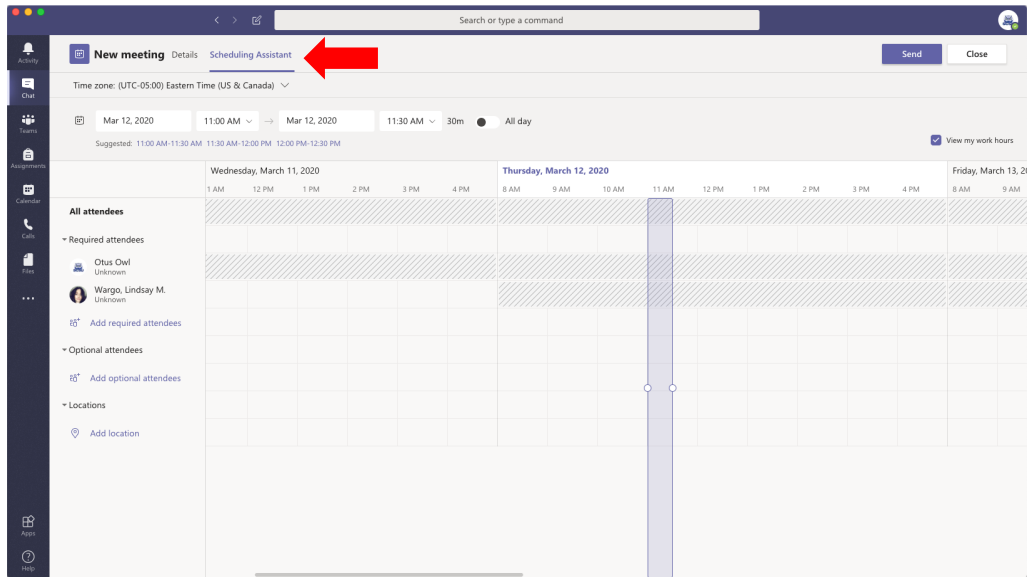 Search or type a command
Activity
Chat
Teams
Assignments
Calendar
Calls
Files
Apps
Help
New meeting Details Scheduling Assistant
Send Close
Time zone: (UTC-05:00) Eastern Time (US & Canada)
Mar 12, 2020 11:00 AM → Mar 12, 2020 11:30 AM 30m All day
Suggested: 11:00 AM-11:30 AM 11:30 AM-12:00 PM 12:00 PM-12:30 PM
View my work hours
Wednesday, March 11, 2020 Thursday, March 12, 2020 Friday, March 13, 20
1 AM 12 PM 1 PM 2 PM 3 PM 4 PM 8 AM 9 AM 10 AM 11 AM 12 PM 1 PM 2 PM 3 PM 4 PM 8 AM 9 AM
All attendees
Required attendees
Otus Owl
Unknown
Wargo, Lindsay M.
Unknown
Add required attendees
Optional attendees
Add optional attendees
Locations
Add location